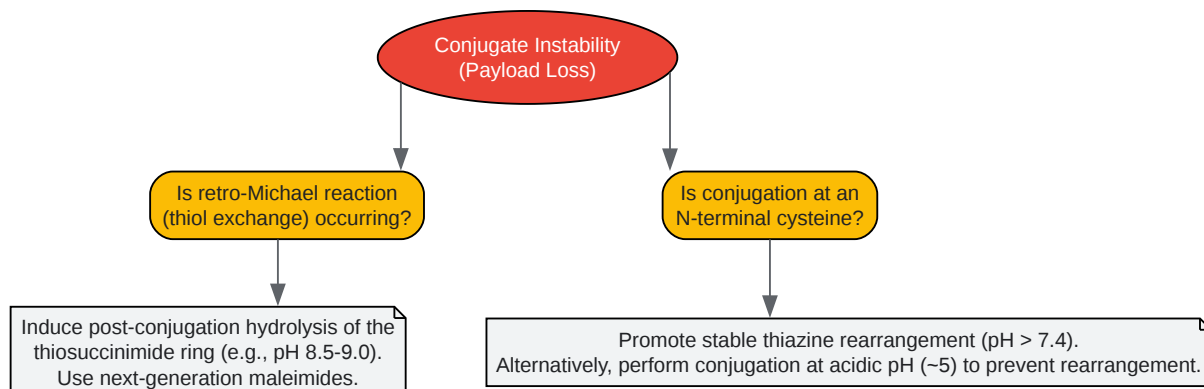 Conjugate Instability
(Payload Loss)
Is retro-Michael reaction
(thiol exchange) occurring?
Is conjugation at an
N-terminal cysteine?
Induce post-conjugation hydrolysis of the
thiosuccinimide ring (e.g., pH 8.5-9.0).
Use next-generation maleimides.
Promote stable thiazine rearrangement (pH > 7.4).
Alternatively, perform conjugation at acidic pH (~5) to prevent rearrangement.